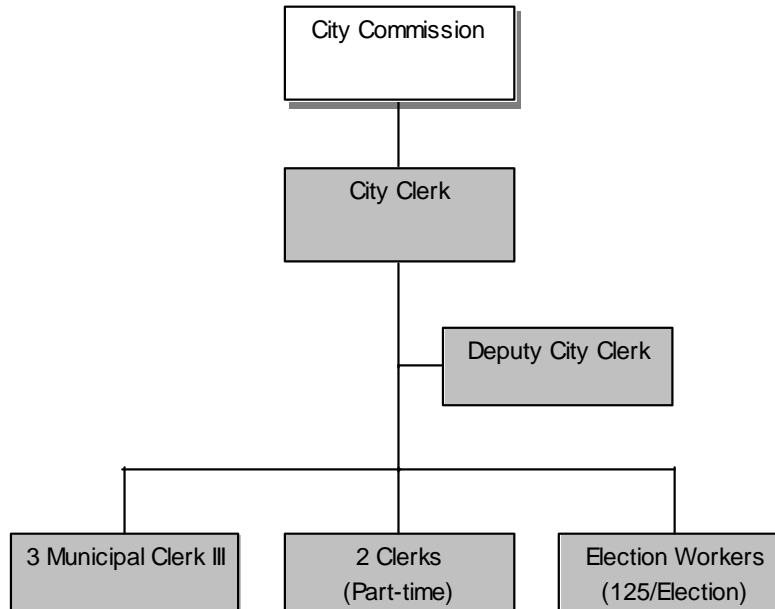 City Commission
City Clerk
Deputy City Clerk
3 Municipal Clerk III
2 Clerks
(Part-time)
Election Workers
(125/Election)